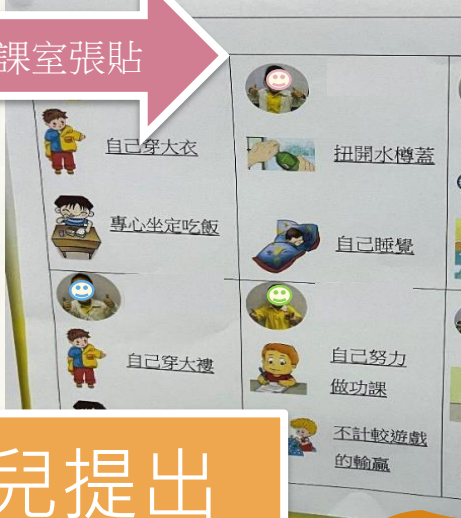 課室張貼
自己穿大衣
專心坐定吃飯
扭開水樽蓋
自己睡覺
自己穿大褸
自己努力
做功課
不計較遊戲
的輸贏
兒提出